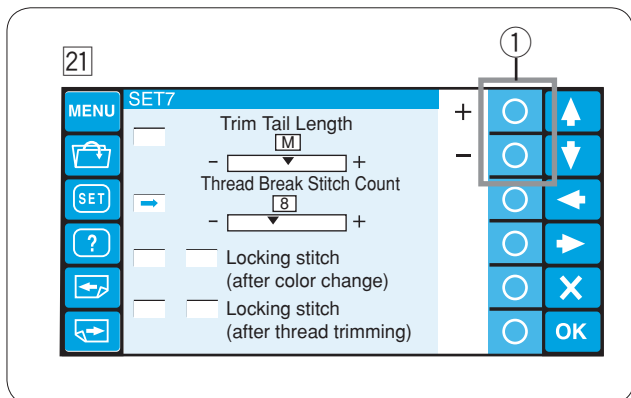 ①
21
MENU
SET7
+
Trim Tail Length
M
- +
−
Thread Break Stitch Count
SET
8
- +
?
Locking stitch
(after color change)
Locking stitch
(after thread trimming)
X
OK